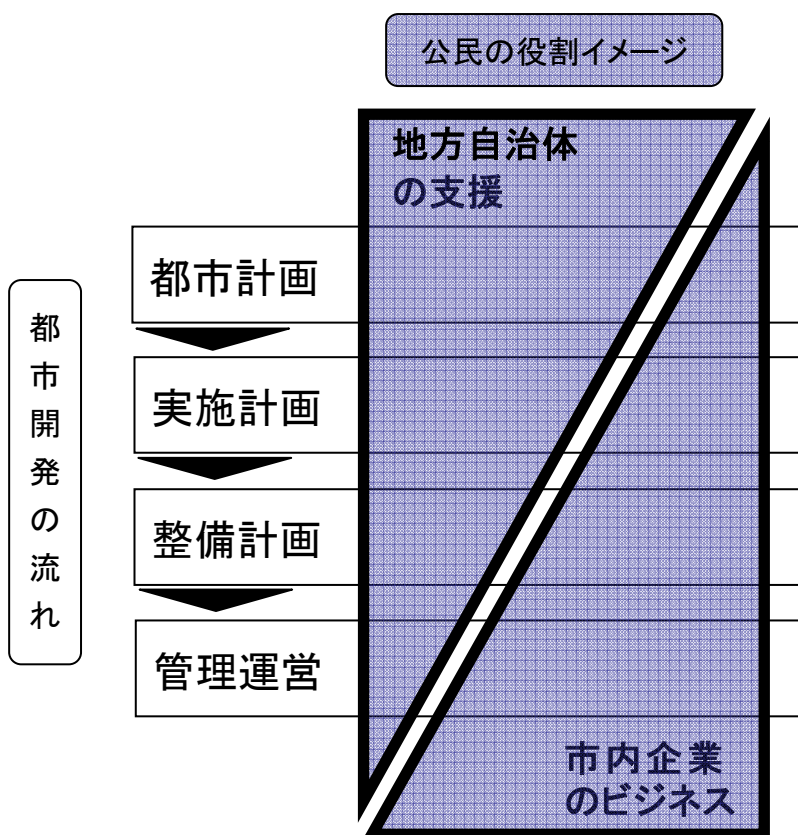 公民の役割イメージ
地方自治体
の支援
都市開発の流れ
都市計画
実施計画
整備計画
管理運営
市内企業
のビジネス